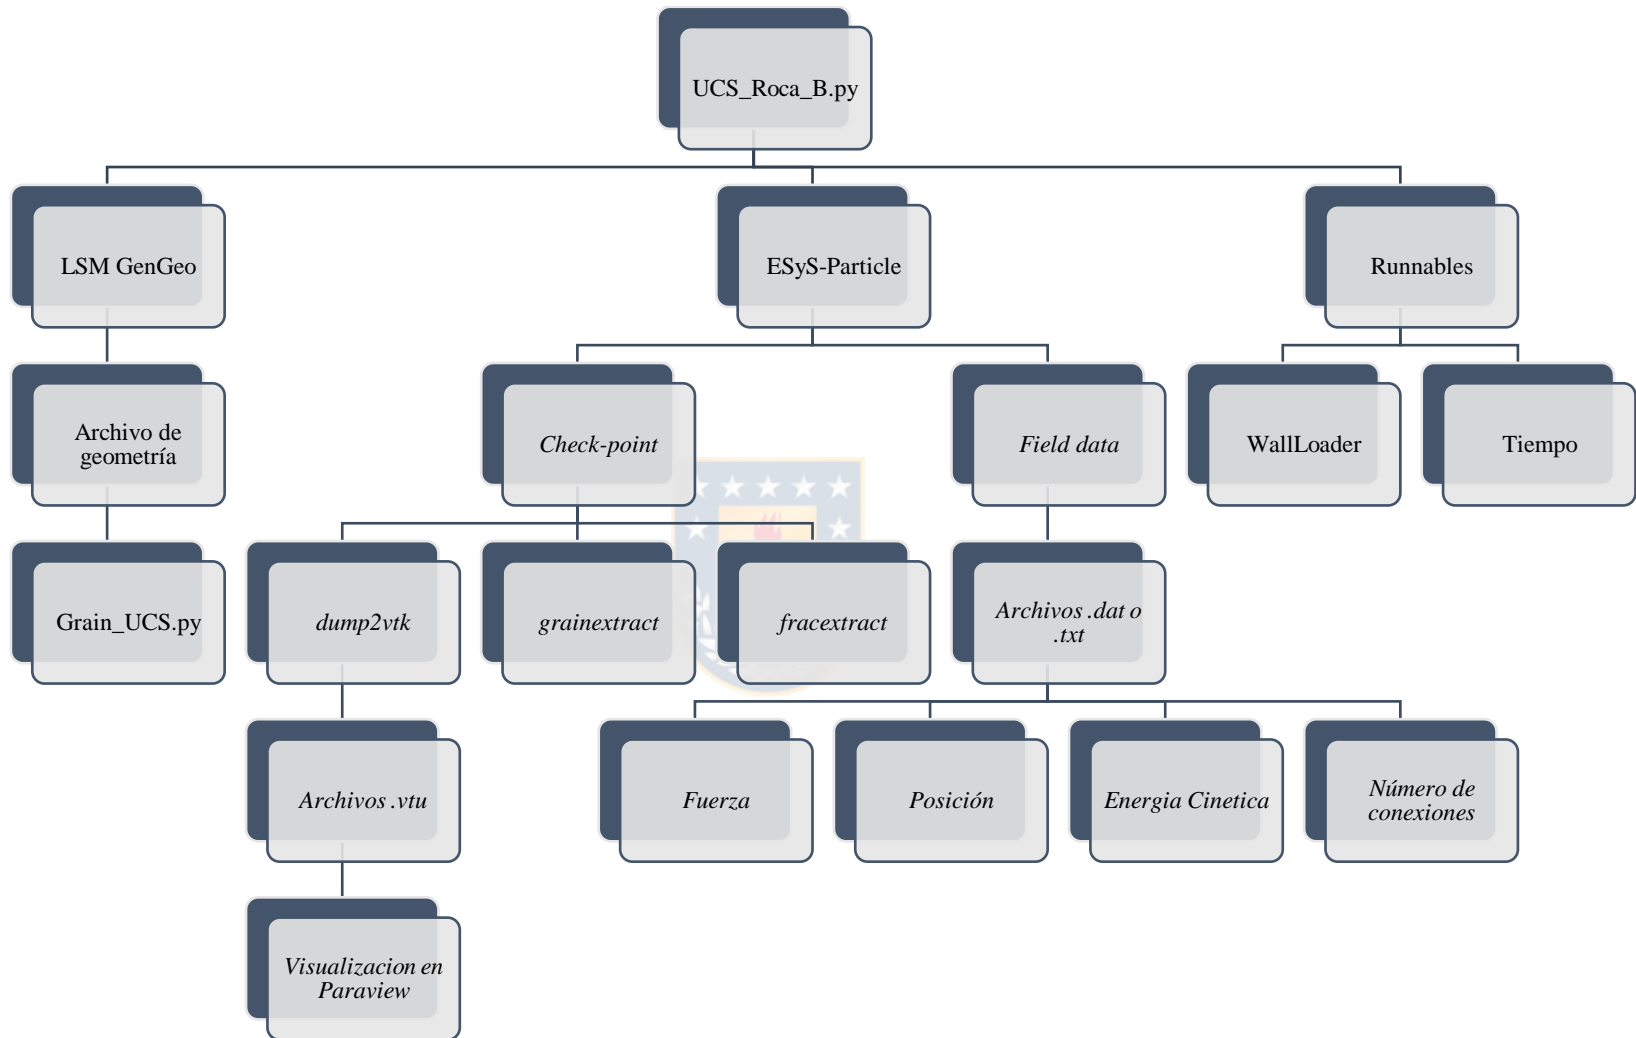 UCS_Roca_B.py
LSM GenGeo
ESyS-Particle
Runnables
Archivo de
geometría
Check-point
Field data
WallLoader
Tiempo
Grain_UCS.py
dump2vtk
grainextract
fracextract
Archivos .dat o
.txt
Archivos .vtu
Fuerza
Posición
Energia Cinetica
Número de
conexiones
Visualizacion en
Paraview